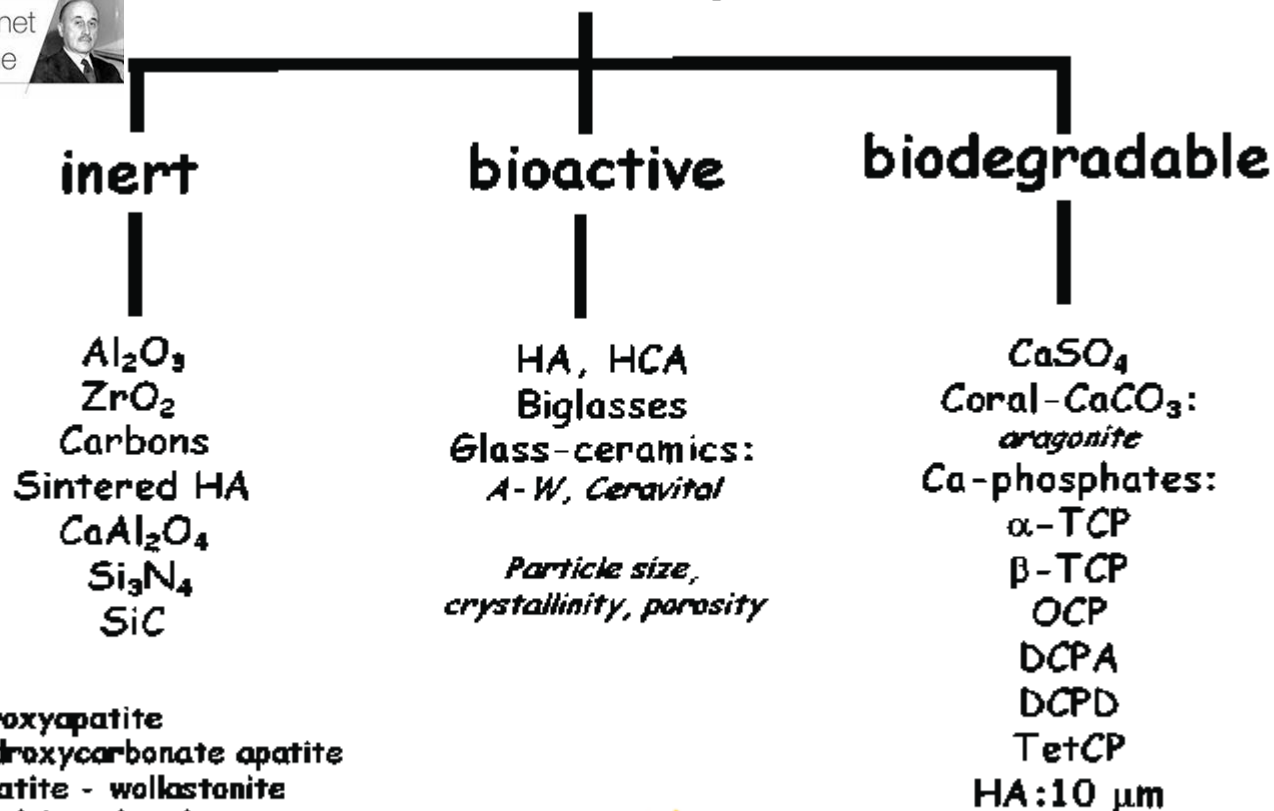 net
e
inert
bioactive
biodegradable
Al₂O₃
ZrO₂
Carbons
Sintered HA
CaAl₂O₄
Si₃N₄
SiC
HA, HCA
Biglasses
Glass-ceramics:
A-W, Ceravital
Particle size,
crystallinity, porosity
CaSO₄
Coral-CaCO₃:
aragonite
Ca-phosphates:
α-TCP
β-TCP
OCP
DCPA
DCPD
TetCP
HA:10 μm
oxyapatite
droxycarbonate apatite
atite - wollastonite